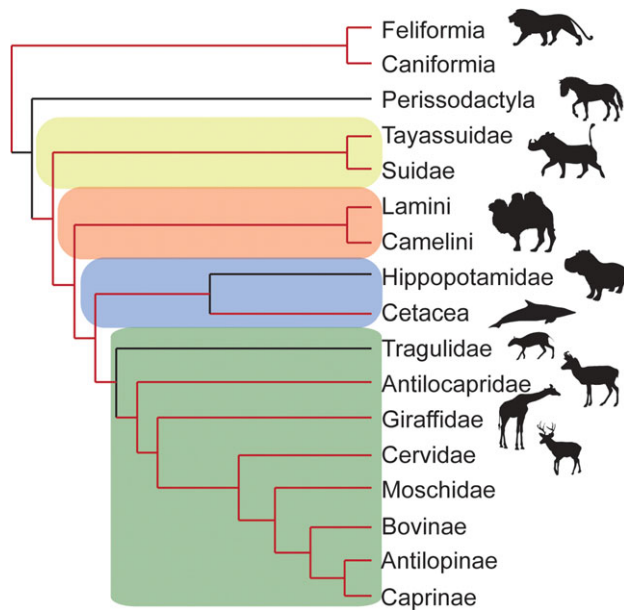 Feliformia
Caniformia
Perissodactyla
Tayassuidae
Suidae
Lamini
Camelini
Hippopotamidae
Cetacea
Tragulidae
Antilocapridae
Giraffidae
Cervidae
Moschidae
Bovinae
Antilopinae
Caprinae